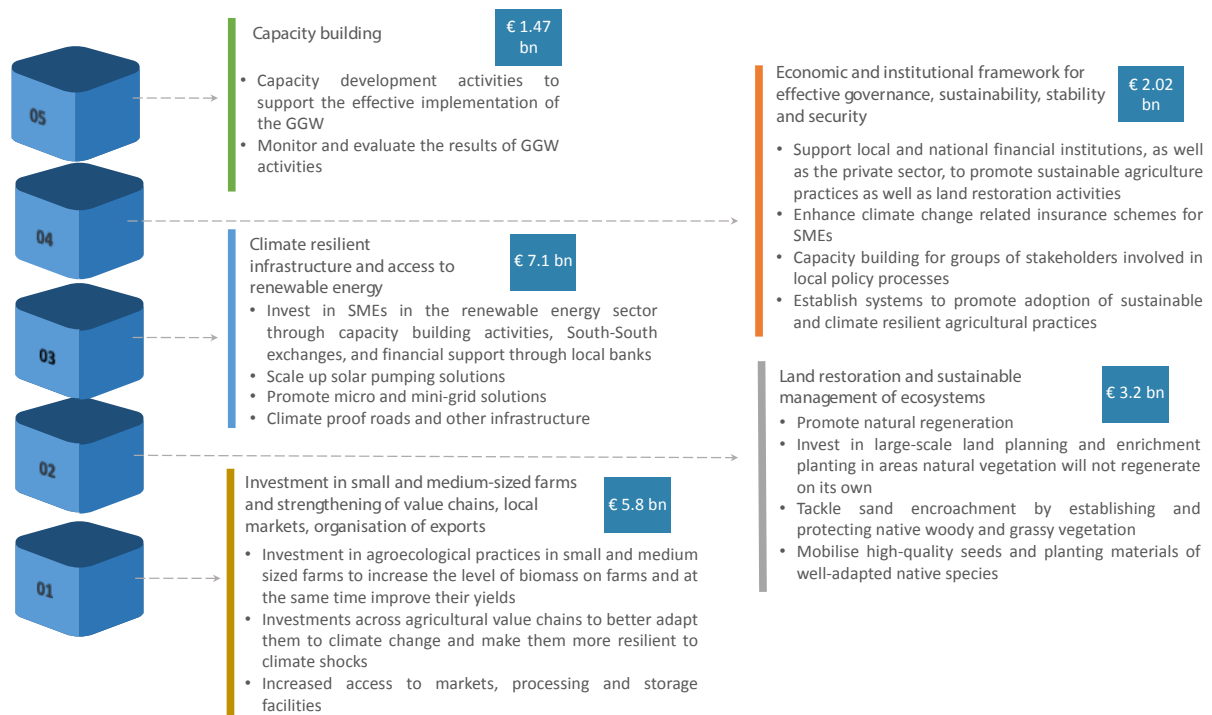 05
Capacity building
€ 1.47
bn
• Capacity development activities to
support the effective implementation of
the GGW
• Monitor and evaluate the results of GGW
activities
04
Economic and institutional framework for
effective governance, sustainability, stability
and security
€ 2.02
bn
• Support local and national financial institutions, as well
as the private sector, to promote sustainable agriculture
practices as well as land restoration activities
• Enhance climate change related insurance schemes for
SMEs
• Capacity building for groups of stakeholders involved in
local policy processes
• Establish systems to promote adoption of sustainable
and climate resilient agricultural practices
03
Climate resilient
infrastructure and access to
renewable energy
€ 7.1 bn
• Invest in SMEs in the renewable energy sector
through capacity building activities, South-South
exchanges, and financial support through local banks
• Scale up solar pumping solutions
• Promote micro and mini-grid solutions
• Climate proof roads and other infrastructure
02
Land restoration and sustainable
management of ecosystems
€ 3.2 bn
• Promote natural regeneration
• Invest in large-scale land planning and enrichment
planting in areas natural vegetation will not regenerate
on its own
• Tackle sand encroachment by establishing and
protecting native woody and grassy vegetation
• Mobilise high-quality seeds and planting materials of
well-adapted native species
01
Investment in small and medium-sized farms
and strengthening of value chains, local
markets, organisation of exports
€ 5.8 bn
• Investment in agroecological practices in small and medium
sized farms to increase the level of biomass on farms and at
the same time improve their yields
• Investments across agricultural value chains to better adapt
them to climate change and make them more resilient to
climate shocks
• Increased access to markets, processing and storage
facilities